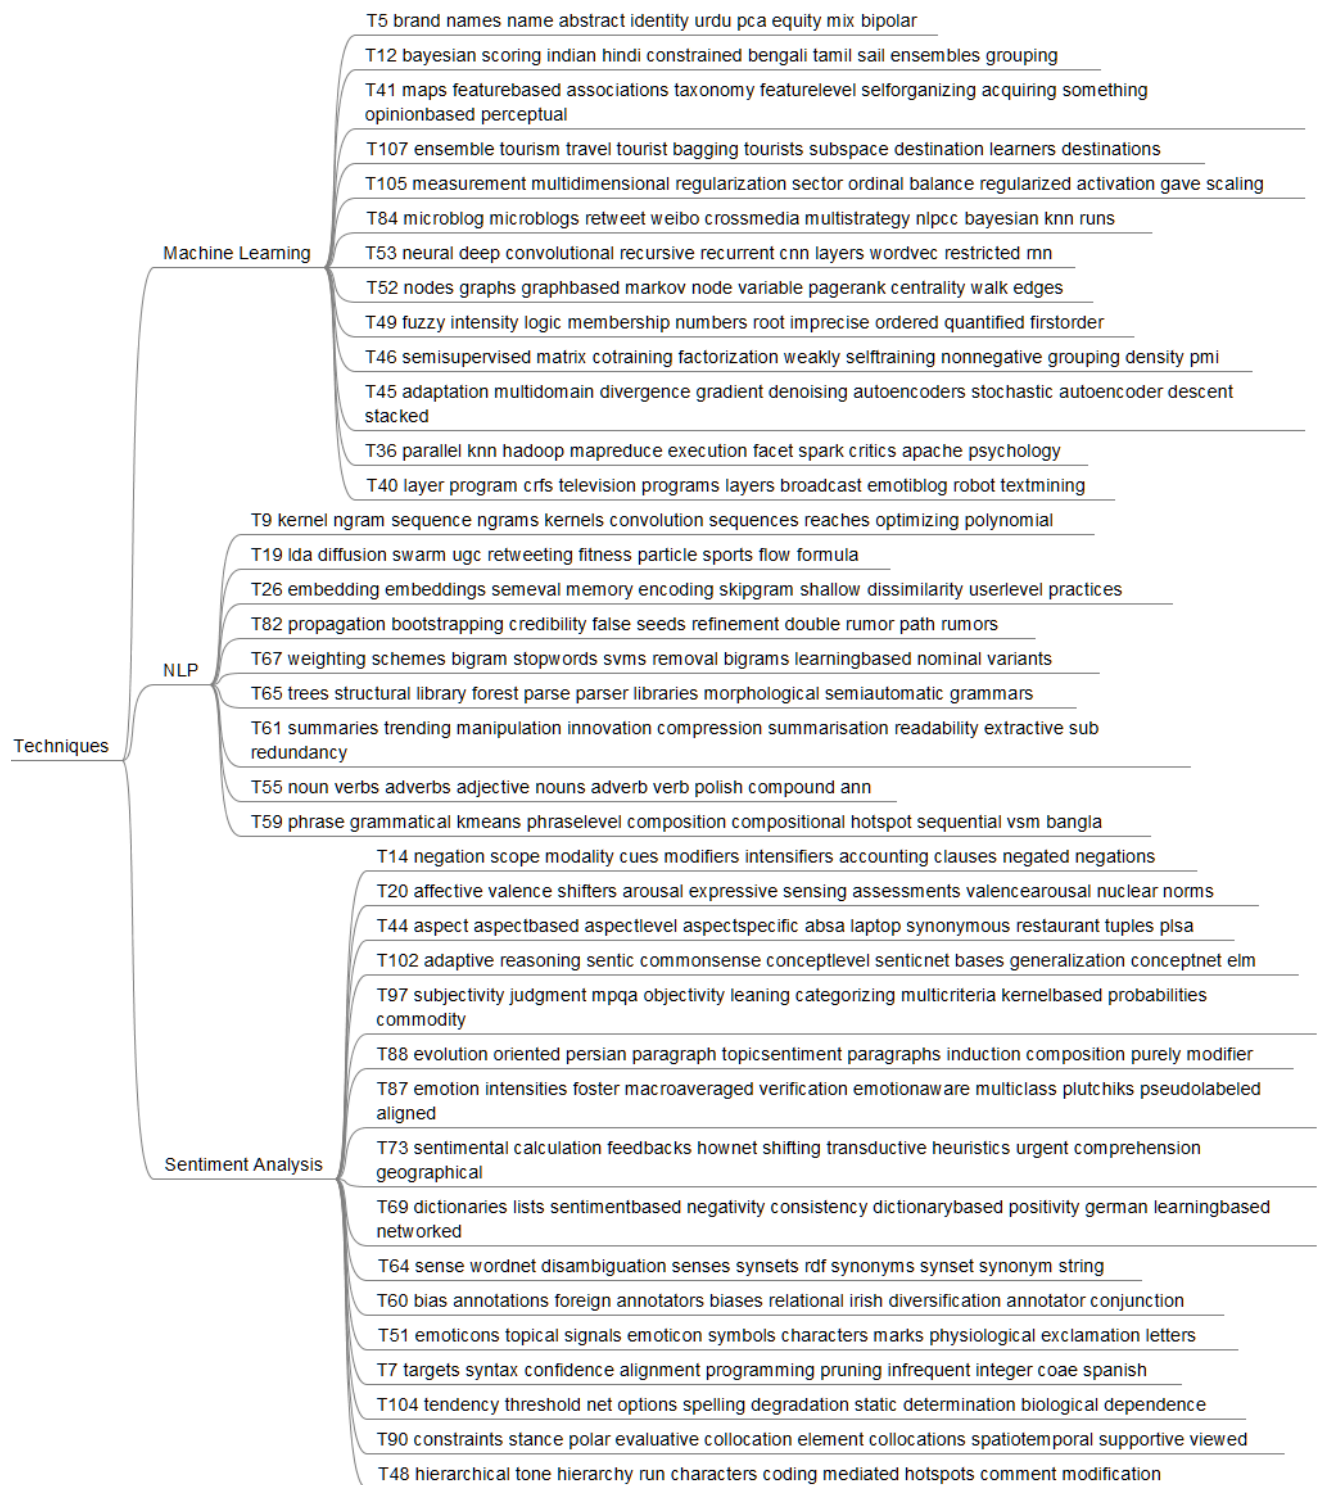 T5 brand names name abstract identity urdu pca equity mix bipolar
T12 bayesian scoring indian hindi constrained bengali tamil sail ensembles grouping
T41 maps featurebased associations taxonomy featurelevel selforganizing acquiring something
opinionbased perceptual
T107 ensemble tourism travel tourist bagging tourists subspace destination learners destinations
T105 measurement multidimensional regularization sector ordinal balance regularized activation gave scaling
T84 microblog microblogs retweet weibo crossmedia multistrategy nlpcc bayesian knn runs
Machine Learning
T53 neural deep convolutional recursive recurrent cnn layers wordvec restricted rnn
T52 nodes graphs graphbased markov node variable pagerank centrality walk edges
T49 fuzzy intensity logic membership numbers root imprecise ordered quantified firstorder
T46 semisupervised matrix cotraining factorization weakly selftraining nonnegative grouping density pmi
T45 adaptation multidomain divergence gradient denoising autoencoders stochastic autoencoder descent
stacked
T36 parallel knn hadoop mapreduce execution facet spark critics apache psychology
T40 layer program crfs television programs layers broadcast emotiblog robot textmining
T9 kernel ngram sequence ngrams kernels convolution sequences reaches optimizing polynomial
T19 lda diffusion swarm ugc retweeting fitness particle sports flow formula
T26 embedding embeddings semeval memory encoding skipgram shallow dissimilarity userlevel practices
T82 propagation bootstrapping credibility false seeds refinement double rumor path rumors
T67 weighting schemes bigram stopwords svms removal bigrams learningbased nominal variants
NLP
T65 trees structural library forest parse parser libraries morphological semiautomatic grammars
T61 summaries trending manipulation innovation compression summarisation readability extractive sub
redundancy
Techniques
T55 noun verbs adverbs adjective nouns adverb verb polish compound ann
T59 phrase grammatical kmeans phraselevel composition compositional hotspot sequential vsm bangla
T14 negation scope modality cues modifiers intensifiers accounting clauses negated negations
T20 affective valence shifters arousal expressive sensing assessments valencearousal nuclear norms
T44 aspect aspectbased aspectlevel aspectspecific absa laptop synonymous restaurant tuples plsa
T102 adaptive reasoning sentic commonsense conceptlevel senticnet bases generalization conceptnet elm
T97 subjectivity judgment mpqa objectivity leaning categorizing multicriteria kernelbased probabilities
commodity
T88 evolution oriented persian paragraph topicsentiment paragraphs induction composition purely modifier
T87 emotion intensities foster macroaveraged verification emotionaware multiclass plutchiks pseudolabeled
aligned
T73 sentimental calculation feedbacks hownet shifting transductive heuristics urgent comprehension
geographical
Sentiment Analysis
T69 dictionaries lists sentimentbased negativity consistency dictionarybased positivity german learningbased
networked
T64 sense wordnet disambiguation senses synsets rdf synonyms synset synonym string
T60 bias annotations foreign annotators biases relational irish diversification annotator conjunction
T51 emoticons topical signals emoticon symbols characters marks physiological exclamation letters
T7 targets syntax confidence alignment programming pruning infrequent integer coae spanish
T104 tendency threshold net options spelling degradation static determination biological dependence
T90 constraints stance polar evaluative collocation element collocations spatiotemporal supportive viewed
T48 hierarchical tone hierarchy run characters coding mediated hotspots comment modification